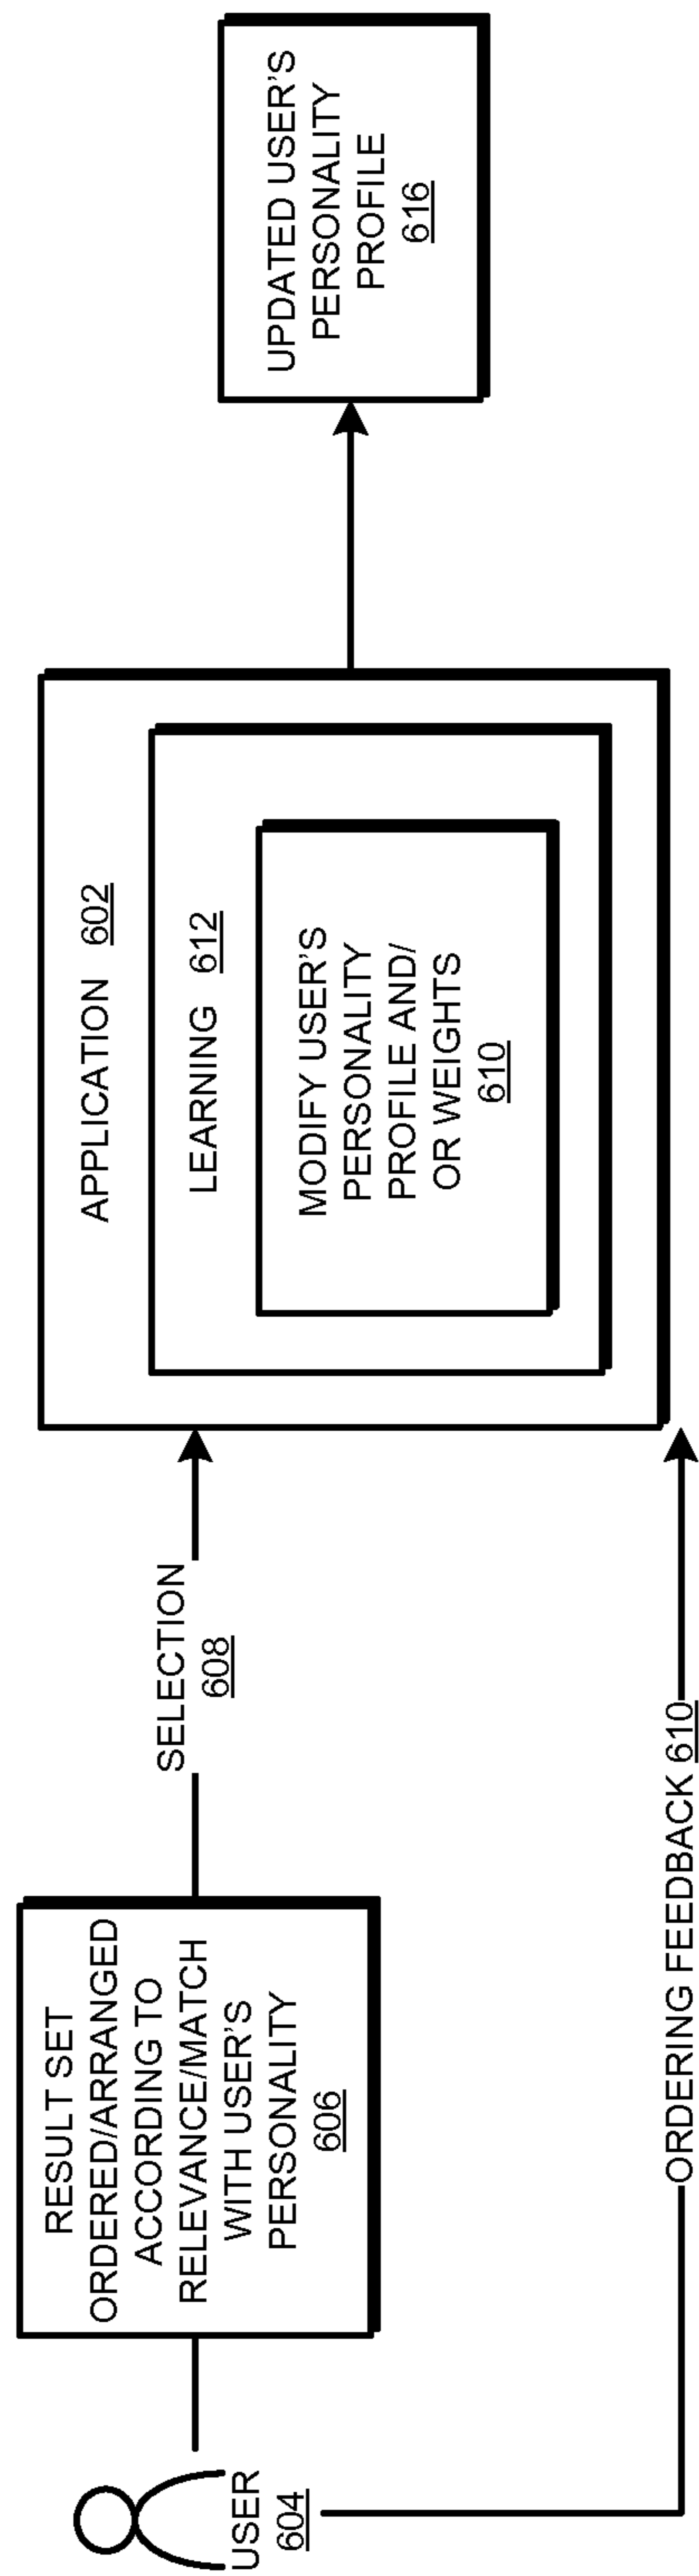 USER
604
RESULT SET
ORDERED/ARRANGED
ACCORDING TO
RELEVANCE/MATCH
WITH USER'S
PERSONALITY
606
SELECTION
608
ORDERING FEEDBACK 610
APPLICATION 602
LEARNING 612
MODIFY USER'S
PERSONALITY
PROFILE AND/
OR WEIGHTS
610
UPDATED USER'S
PERSONALITY
PROFILE
616